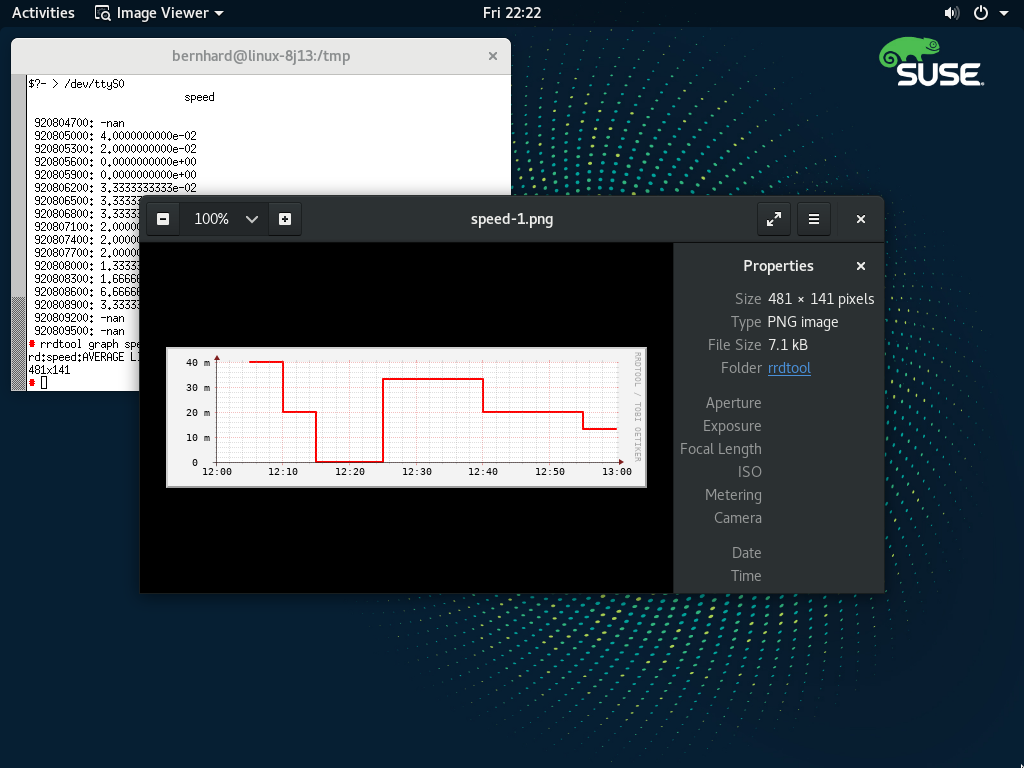 Activities
Image Viewer
Fri 22:22
SUSE
bernhard@linux-8j13:/tmp
$?- > /dev/ttyS0
speed
920804700: -nan
920805000: 4.0000000000e-02
920805300: 2.0000000000e-02
920805600: 0.0000000000e+00
920805900: 0.0000000000e+00
920806200: 3.3333333333e-02
920806500: 3.33333
920806800: 3.33333
920807100: 2.00000
920807400: 2.00000
920807700: 2.00000
920808000: 1.33333
920808300: 1.66666
920808600: 6.66666
920808900: 3.33333
920809200: -nan
920809500: -nan
rrdtool graph spe
rd:speed:AVERAGE LI
481x141
100%
speed-1.png
40 m
30 m
20 m
10 m
0
12:00 12:10 12:20 12:30 12:40 12:50 13:00
RRDTOOL / TOBI OETIKER
Properties
Size 481 × 141 pixels
Type PNG image
File Size 7.1 kB
Folder rrdtool
Aperture
Exposure
Focal Length
ISO
Metering
Camera
Date
Time